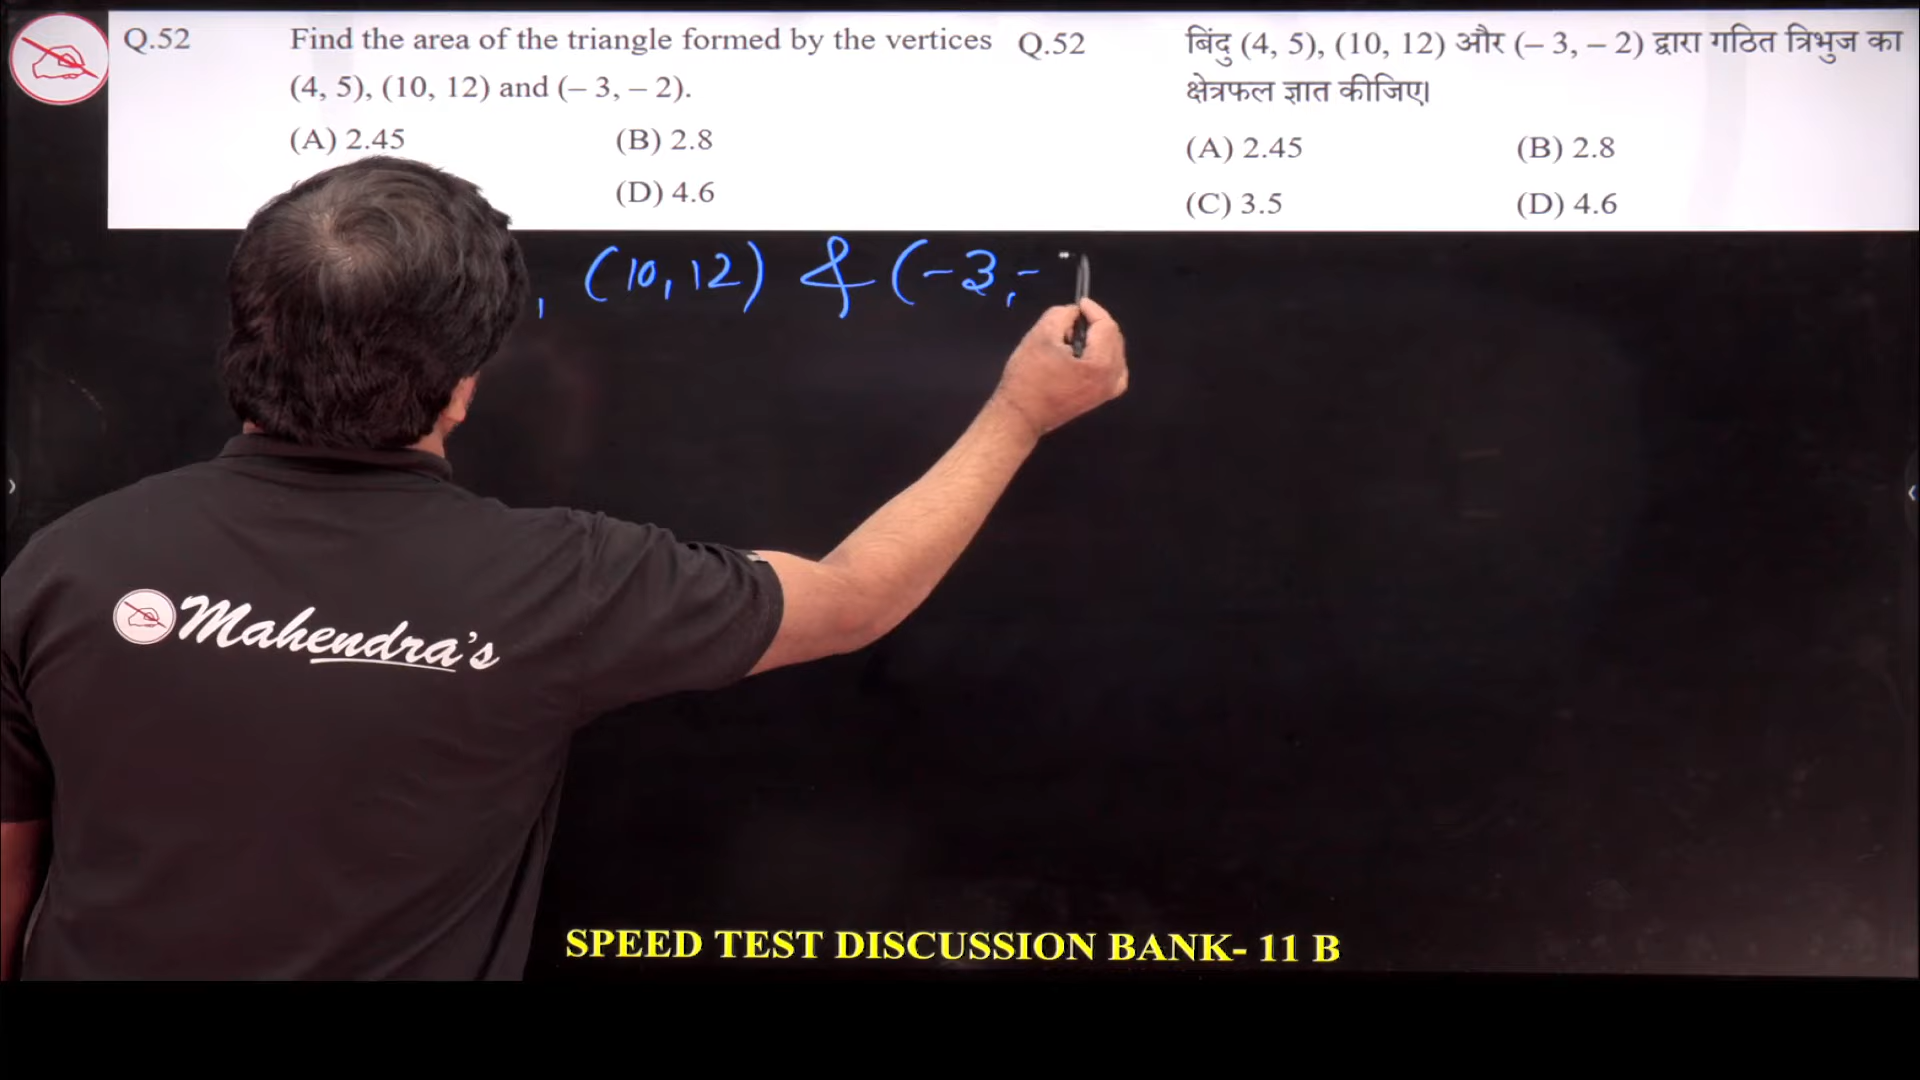 Q.52 Find the area of the triangle formed by the vertices
(4, 5), (10, 12) and (– 3, – 2).
(A) 2.45 (B) 2.8
(D) 4.6
Q.52 बिंदु (4, 5), (10, 12) और (– 3, – 2) द्वारा गठित त्रिभुज का
क्षेत्रफल ज्ञात कीजिए।
(A) 2.45 (B) 2.8
(C) 3.5 (D) 4.6
, (10, 12) & (-3, -
Mahendra's
SPEED TEST DISCUSSION BANK- 11 B